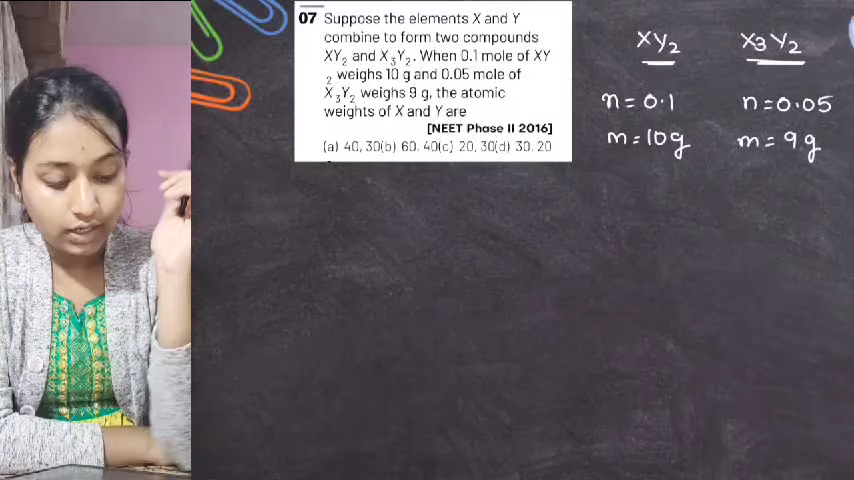 07 Suppose the elements X and Y
combine to form two compounds
XY₂ and X₃Y₂. When 0.1 mole of XY
₂ weighs 10 g and 0.05 mole of
X₃Y₂ weighs 9 g, the atomic
weights of X and Y are
[NEET Phase II 2016]
(a) 40, 30(b) 60, 40(c) 20, 30(d) 30, 20
XY₂ X₃Y₂
n = 0.1 n = 0.05
m = 10g m = 9g